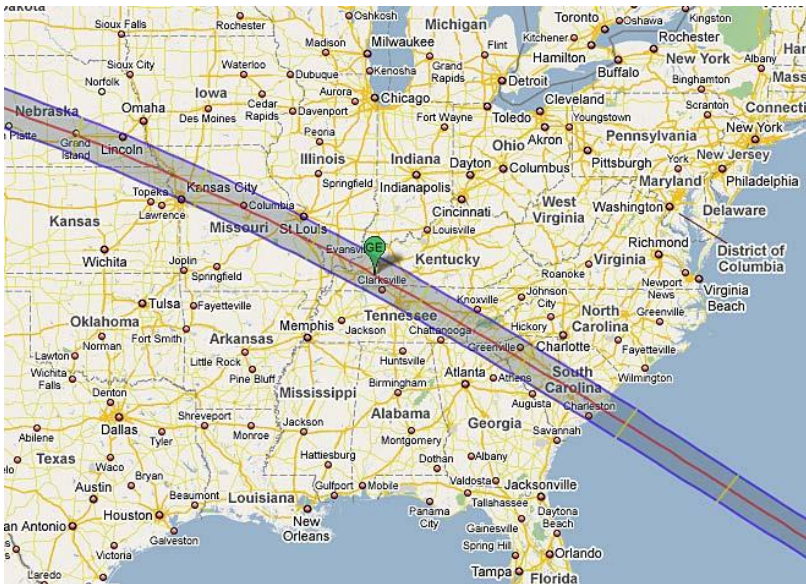 Dakota
Sioux Falls
Rochester
Oshkosh
Michigan
Toronto
Oshawa
Kingston
Kitchener
Hamilton
Rochester
Madison
Milwaukee
Grand
Rapids
Flint
Buffalo
New York
Albany
Sioux City
Waterloo
Dubuque
Kenosha
Detroit
Binghamton
Mass
Norfolk
Iowa
Cedar
Rapids
Aurora
Chicago
Scranton
Connecti
Nebraska
Omaha
Des Moines
Davenport
Fort Wayne
Toledo
Cleveland
Youngstown
New York
Platte
Grand
Island
Lincoln
Peoria
Ohio
Akron
Pennsylvania
Illinois
Indiana
Dayton
Columbus
Pittsburgh
York
New Jersey
Philadelphia
Topeka
Kansas City
Springfield
Indianapolis
Maryland
Lawrence
Columbia
Cincinnati
West
Virginia
Washington
Delaware
Kansas
Missouri
St Louis
Louisville
Wichita
Evansville
GE
Kentucky
Richmond
District of
Columbia
Joplin
Springfield
Clarksville
Roanoke
Virginia
Newport
News
Virginia
Beach
Tulsa
Fayetteville
Knoxville
Johnson
City
North
Carolina
Greenville
Oklahoma
Norman
Fort Smith
Arkansas
Memphis
Jackson
Tennessee
Chattanooga
Hickory
Greenville
Charlotte
Fayetteville
Lawton
Wichita
Falls
Little Rock
Pine Bluff
Huntsville
Atlanta
Athens
South
Carolina
Wilmington
Denton
Dallas
Mississippi
Birmingham
Alabama
Augusta
Charleston
Abilene
Tyler
Shreveport
Monroe
Jackson
Montgomery
Georgia
Savannah
Texas
Waco
Bryan
Hattiesburg
Dothan
Albany
Austin
Beaumont
Louisiana
Gulfport
Mobile
Valdosta
Jacksonville
San Antonio
Houston
New
Orleans
Panama
City
Tallahassee
Gainesville
Daytona
Beach
Victoria
Galveston
Spring Hill
Orlando
Laredo
Tampa
Florida